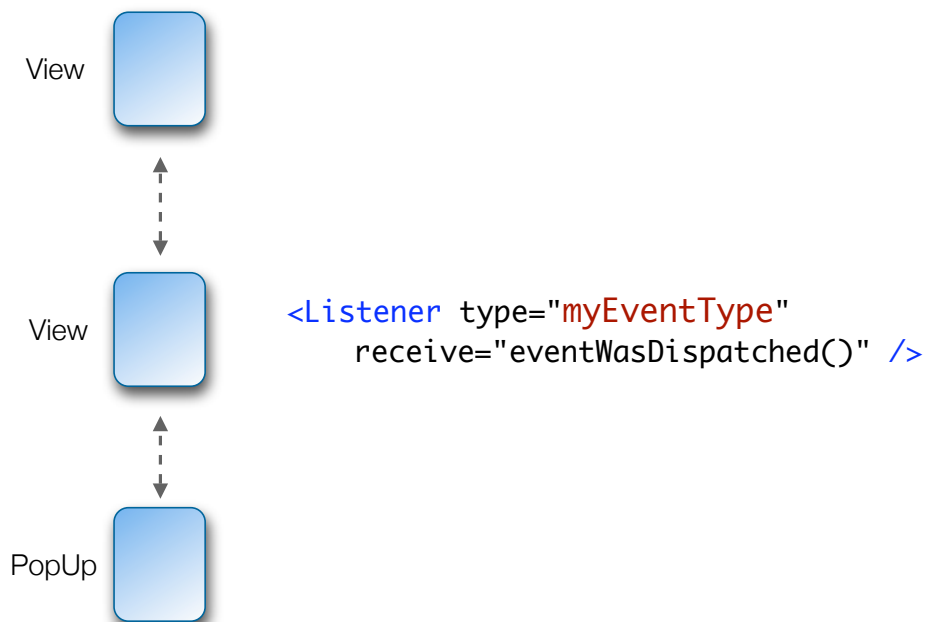 View
View
<Listener type="myEventType"
receive="eventWasDispatched()" />
PopUp